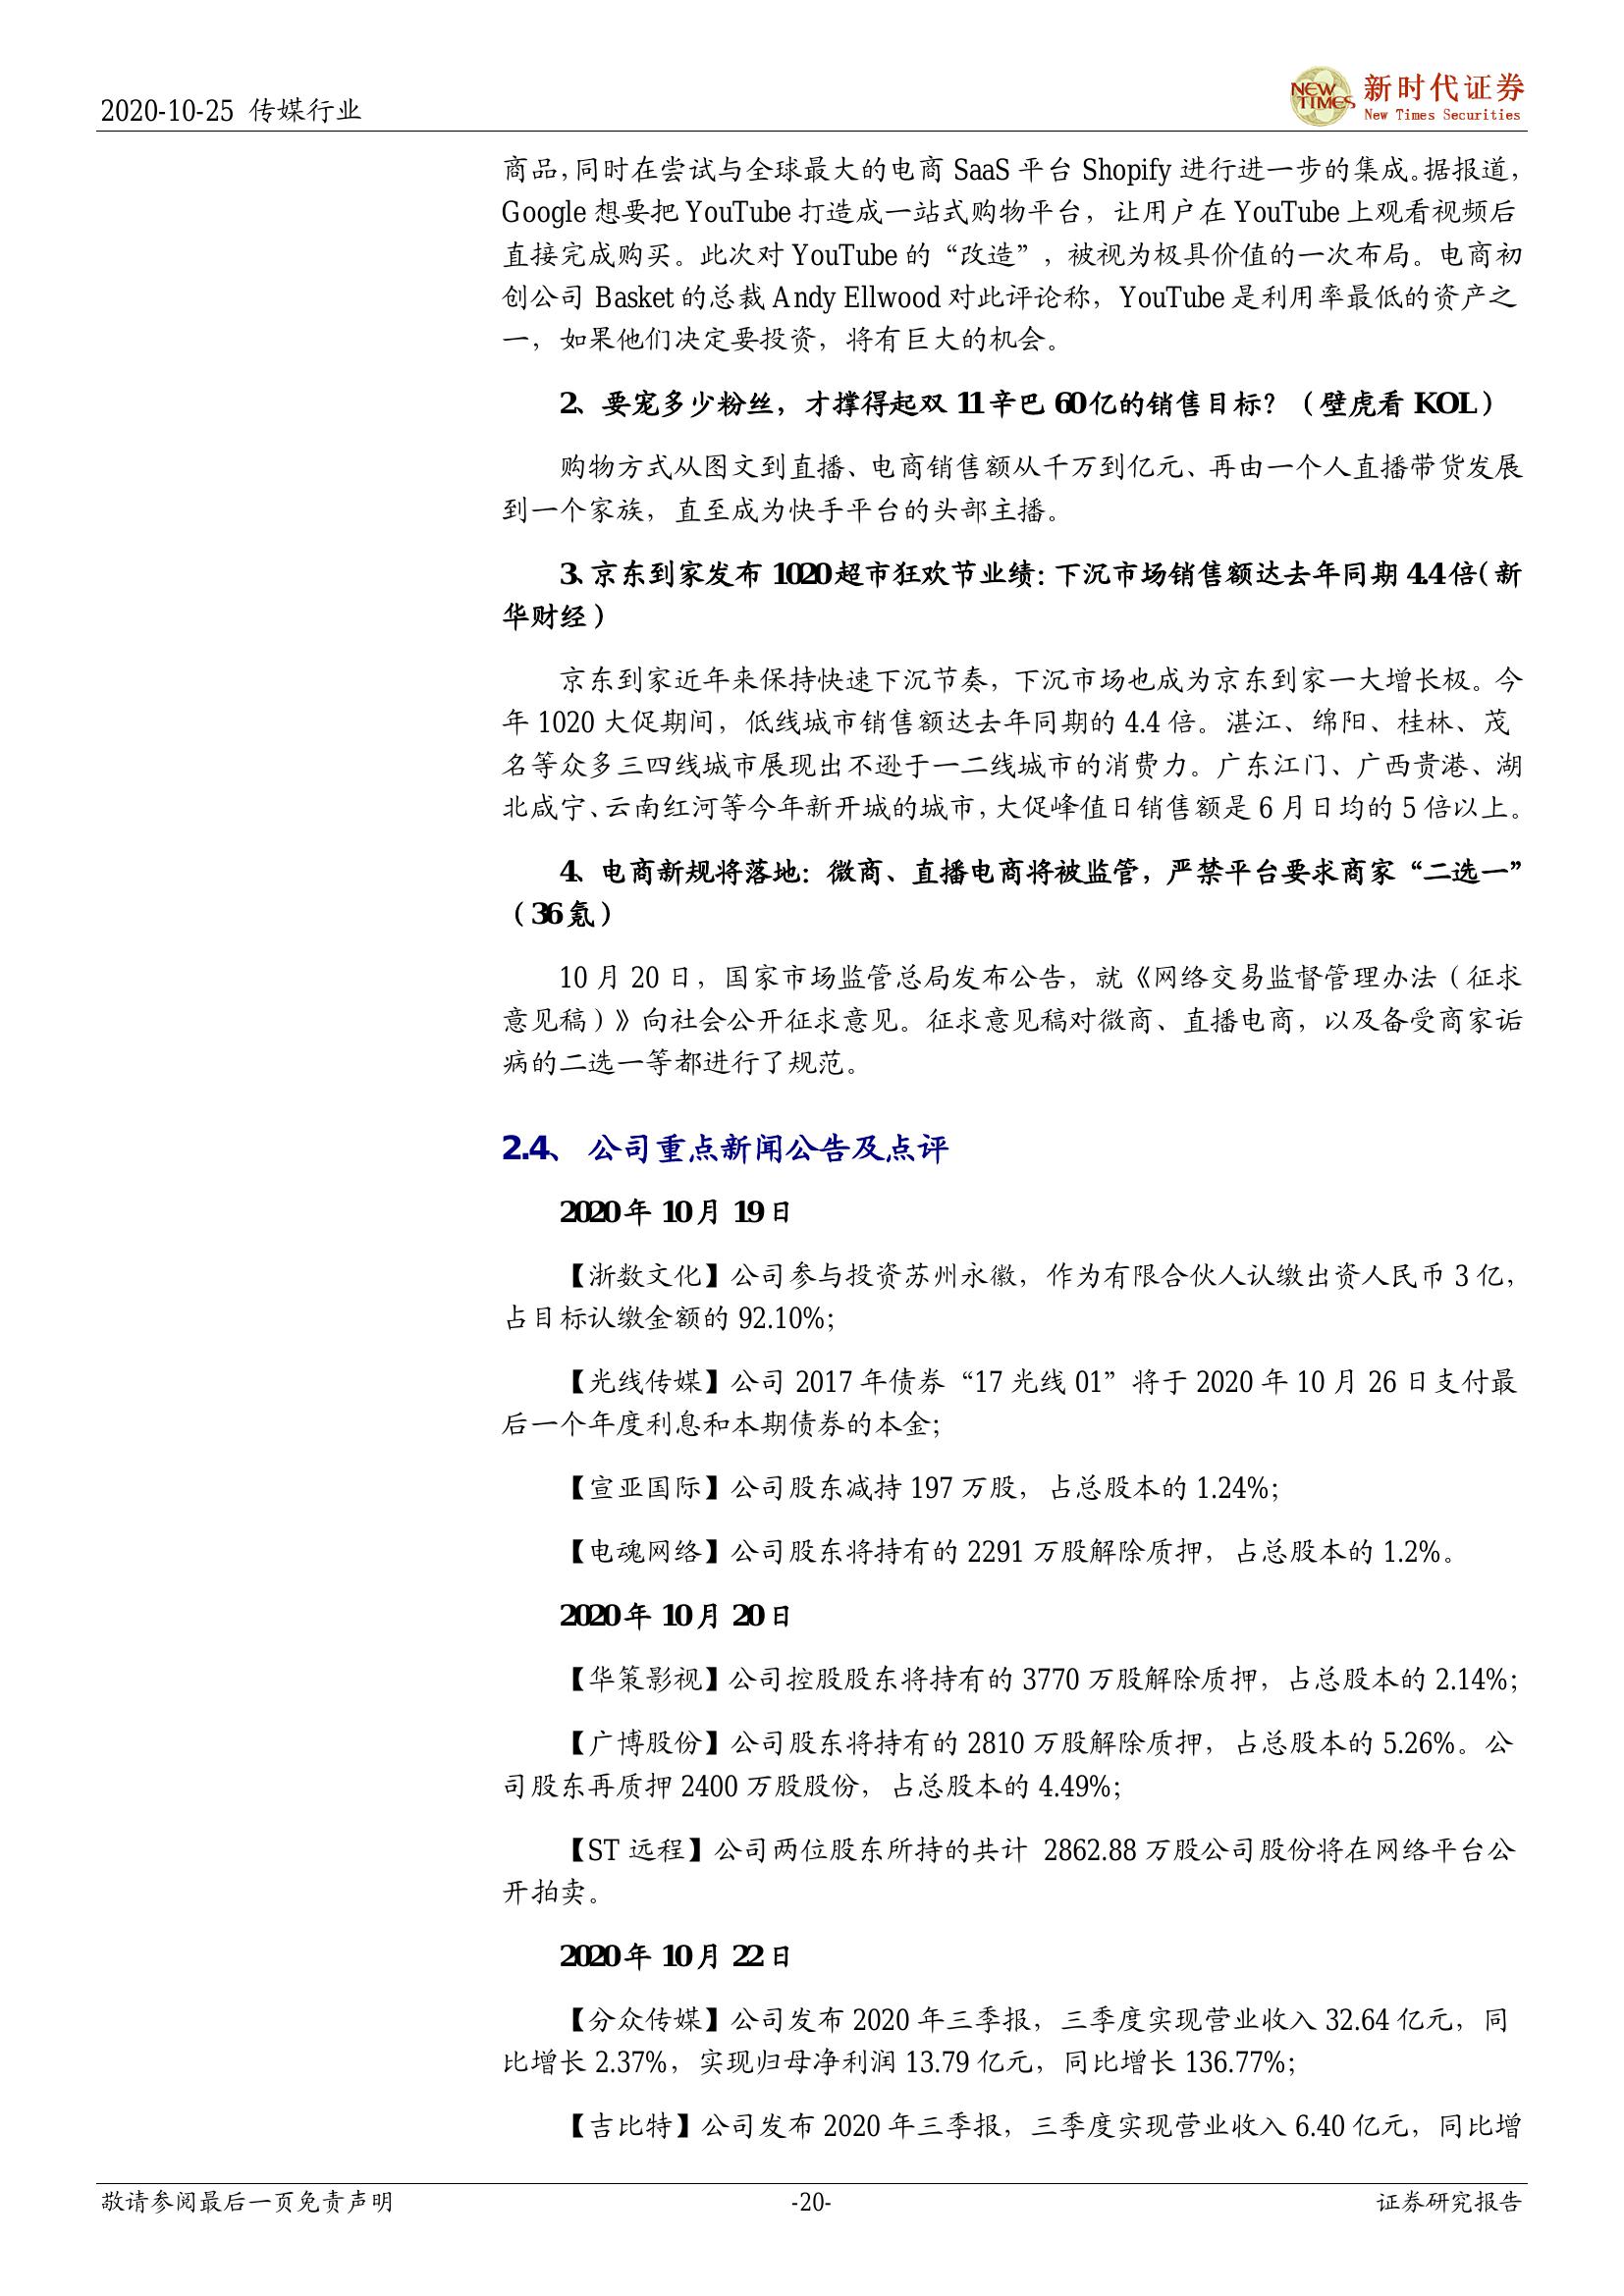 2020-10-25 传媒行业
NEW TIMES
新时代证券
New Times Securities
商品，同时在尝试与全球最大的电商 SaaS 平台 Shopify 进行进一步的集成。据报道，
Google 想要把 YouTube 打造成一站式购物平台，让用户在 YouTube 上观看视频后
直接完成购买。此次对 YouTube 的“改造”，被视为极具价值的一次布局。电商初
创公司 Basket 的总裁 Andy Ellwood 对此评论称，YouTube 是利用率最低的资产之
一，如果他们决定要投资，将有巨大的机会。
2、要宠多少粉丝，才撑得起双 11 辛巴 60 亿的销售目标？（壁虎看 KOL）
购物方式从图文到直播、电商销售额从千万到亿元、再由一个人直播带货发展
到一个家族，直至成为快手平台的头部主播。
3、京东到家发布 1020 超市狂欢节业绩：下沉市场销售额达去年同期 4.4 倍（新
华财经）
京东到家近年来保持快速下沉节奏，下沉市场也成为京东到家一大增长极。今
年 1020 大促期间，低线城市销售额达去年同期的 4.4 倍。湛江、绵阳、桂林、茂
名等众多三四线城市展现出不逊于一二线城市的消费力。广东江门、广西贵港、湖
北咸宁、云南红河等今年新开城的城市，大促峰值日销售额是 6 月日均的 5 倍以上。
4、电商新规将落地：微商、直播电商将被监管，严禁平台要求商家“二选一”
（36 氪）
10 月 20 日，国家市场监管总局发布公告，就《网络交易监督管理办法（征求
意见稿）》向社会公开征求意见。征求意见稿对微商、直播电商，以及备受商家诟
病的二选一等都进行了规范。
2.4、 公司重点新闻公告及点评
2020 年 10 月 19 日
【浙数文化】公司参与投资苏州永徽，作为有限合伙人认缴出资人民币 3 亿，
占目标认缴金额的 92.10%；
【光线传媒】公司 2017 年债券“17 光线 01”将于 2020 年 10 月 26 日支付最
后一个年度利息和本期债券的本金；
【宣亚国际】公司股东减持 197 万股，占总股本的 1.24%；
【电魂网络】公司股东将持有的 2291 万股解除质押，占总股本的 1.2%。
2020 年 10 月 20 日
【华策影视】公司控股股东将持有的 3770 万股解除质押，占总股本的 2.14%；
【广博股份】公司股东将持有的 2810 万股解除质押，占总股本的 5.26%。公
司股东再质押 2400 万股股份，占总股本的 4.49%；
【ST 远程】公司两位股东所持的共计 2862.88 万股公司股份将在网络平台公
开拍卖。
2020 年 10 月 22 日
【分众传媒】公司发布 2020 年三季报，三季度实现营业收入 32.64 亿元，同
比增长 2.37%，实现归母净利润 13.79 亿元，同比增长 136.77%；
【吉比特】公司发布 2020 年三季报，三季度实现营业收入 6.40 亿元，同比增
敬请参阅最后一页免责声明
-20-
证券研究报告